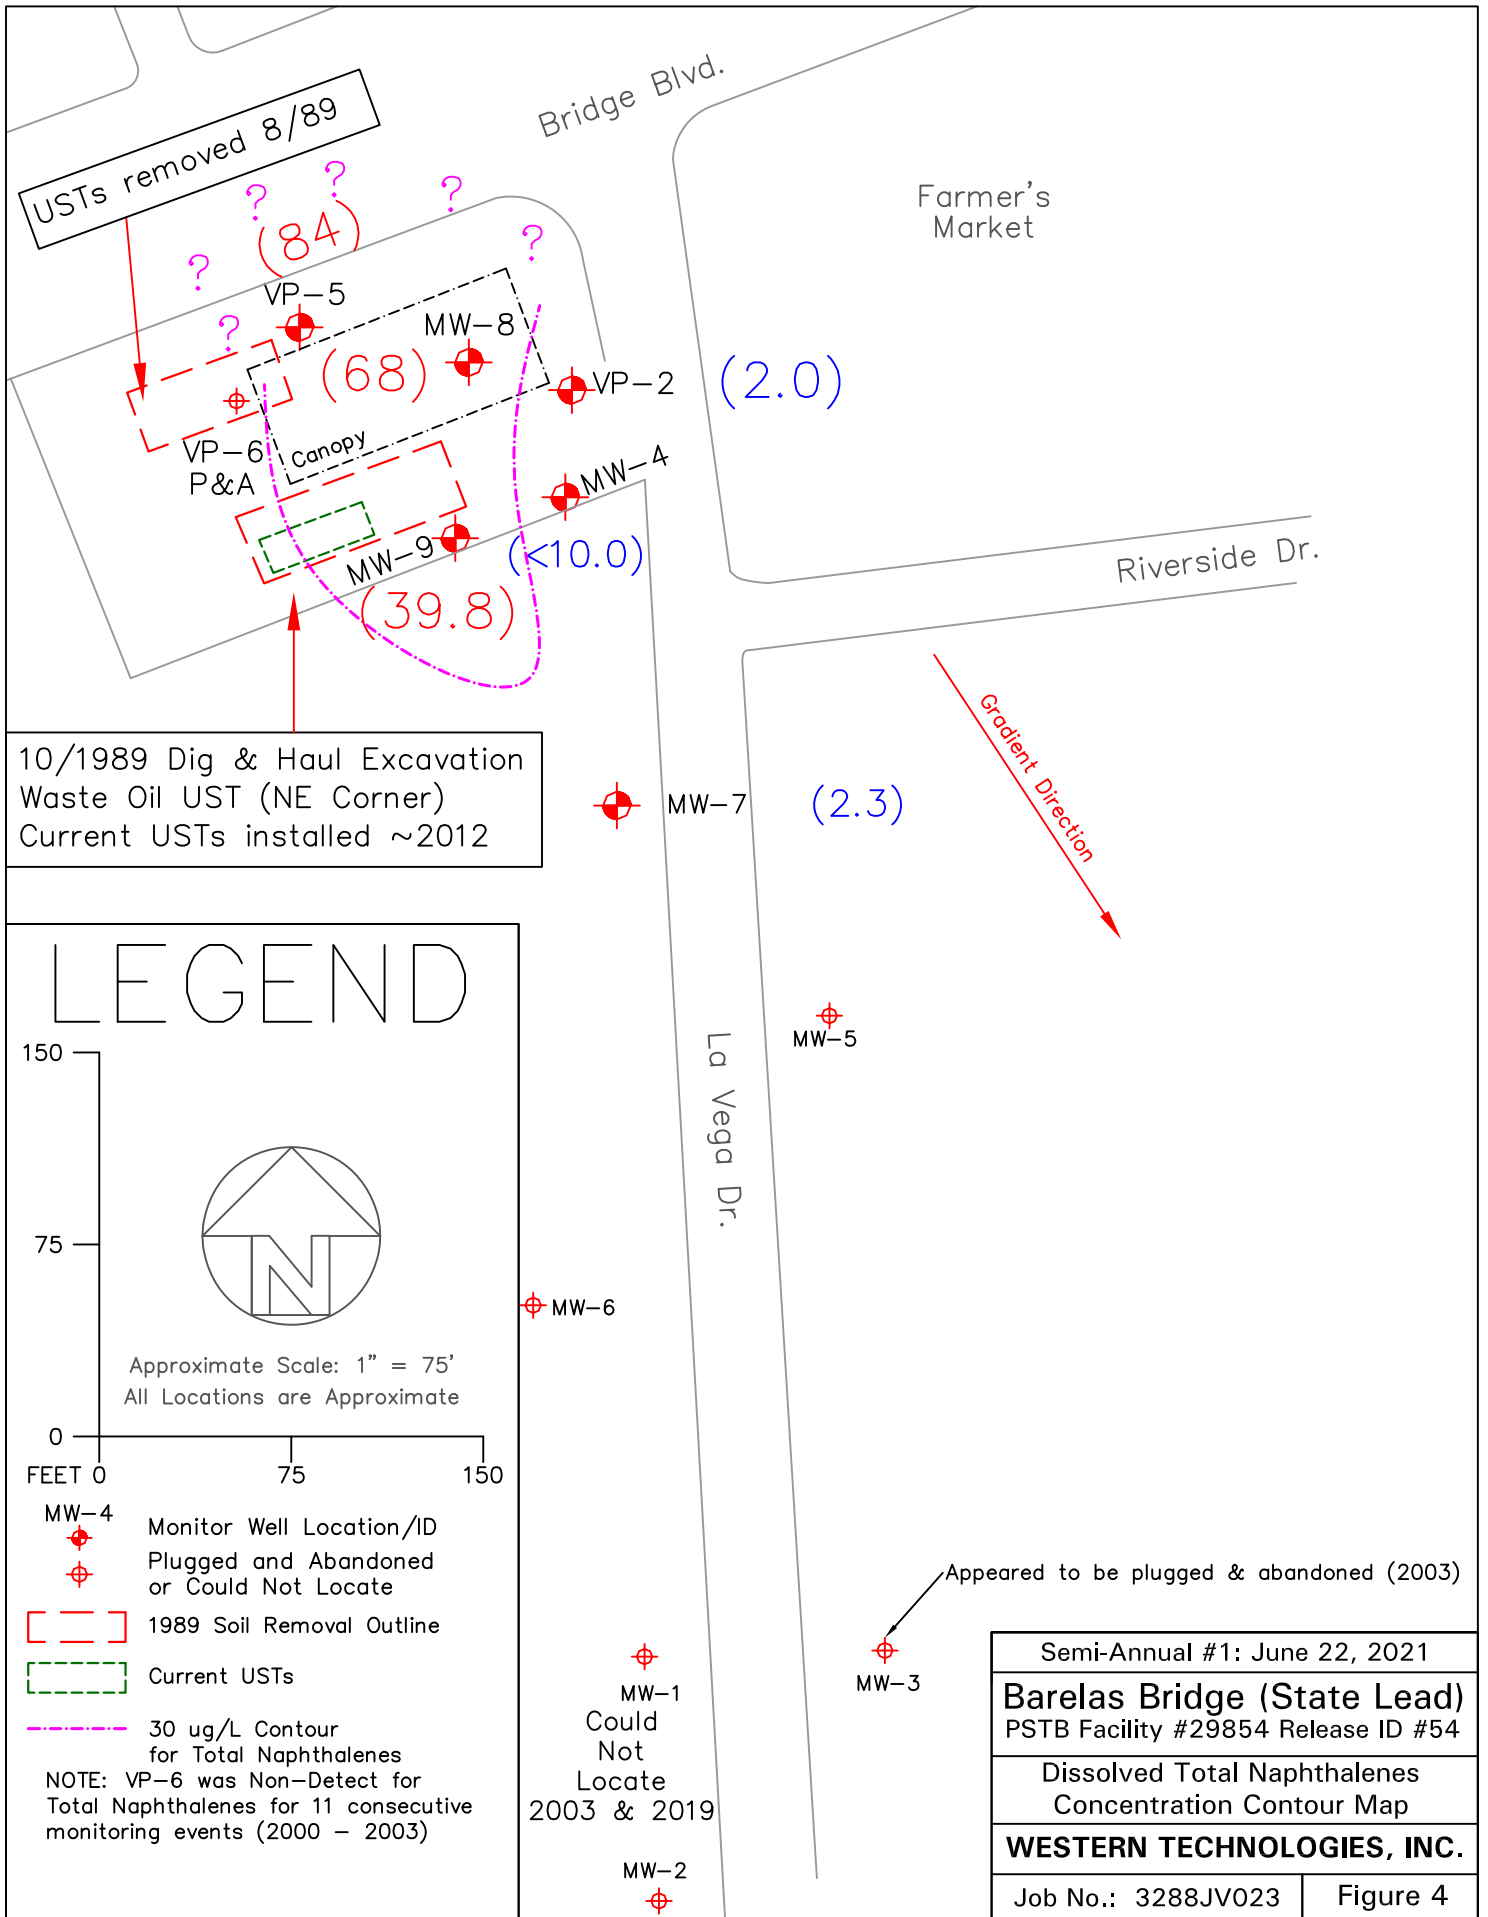 Bridge Blvd.
USTs removed 8/89
Farmer's
Market
?
?
?
?
?
?
(84)
VP-5
MW-8
(68)
VP-2
(2.0)
VP-6
P&A
Canopy
MW-4
MW-9
(<10.0)
(39.8)
Riverside Dr.
Gradient Direction
10/1989 Dig & Haul Excavation
Waste Oil UST (NE Corner)
Current USTs installed ~2012
MW-7
(2.3)
MW-5
La Vega Dr.
MW-6
LEGEND
150
75
0
N
Approximate Scale: 1" = 75'
All Locations are Approximate
FEET 0
75
150
MW-4
Monitor Well Location/ID
Plugged and Abandoned
or Could Not Locate
1989 Soil Removal Outline
Current USTs
30 ug/L Contour
for Total Naphthalenes
NOTE: VP-6 was Non-Detect for
Total Naphthalenes for 11 consecutive
monitoring events (2000 - 2003)
MW-1
Could
Not
Locate
2003 & 2019
MW-2
Appeared to be plugged & abandoned (2003)
MW-3
Semi-Annual #1: June 22, 2021
Barelas Bridge (State Lead)
PSTB Facility #29854 Release ID #54
Dissolved Total Naphthalenes
Concentration Contour Map
WESTERN TECHNOLOGIES, INC.
Job No.: 3288JV023
Figure 4